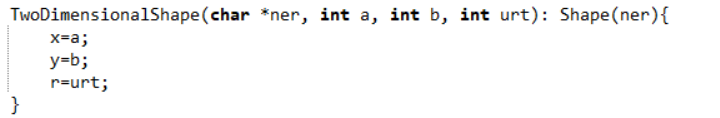 TwoDimensionalShape(char *ner, int a, int b, int urt): Shape(ner){
x=a;
y=b;
r=urt;
}